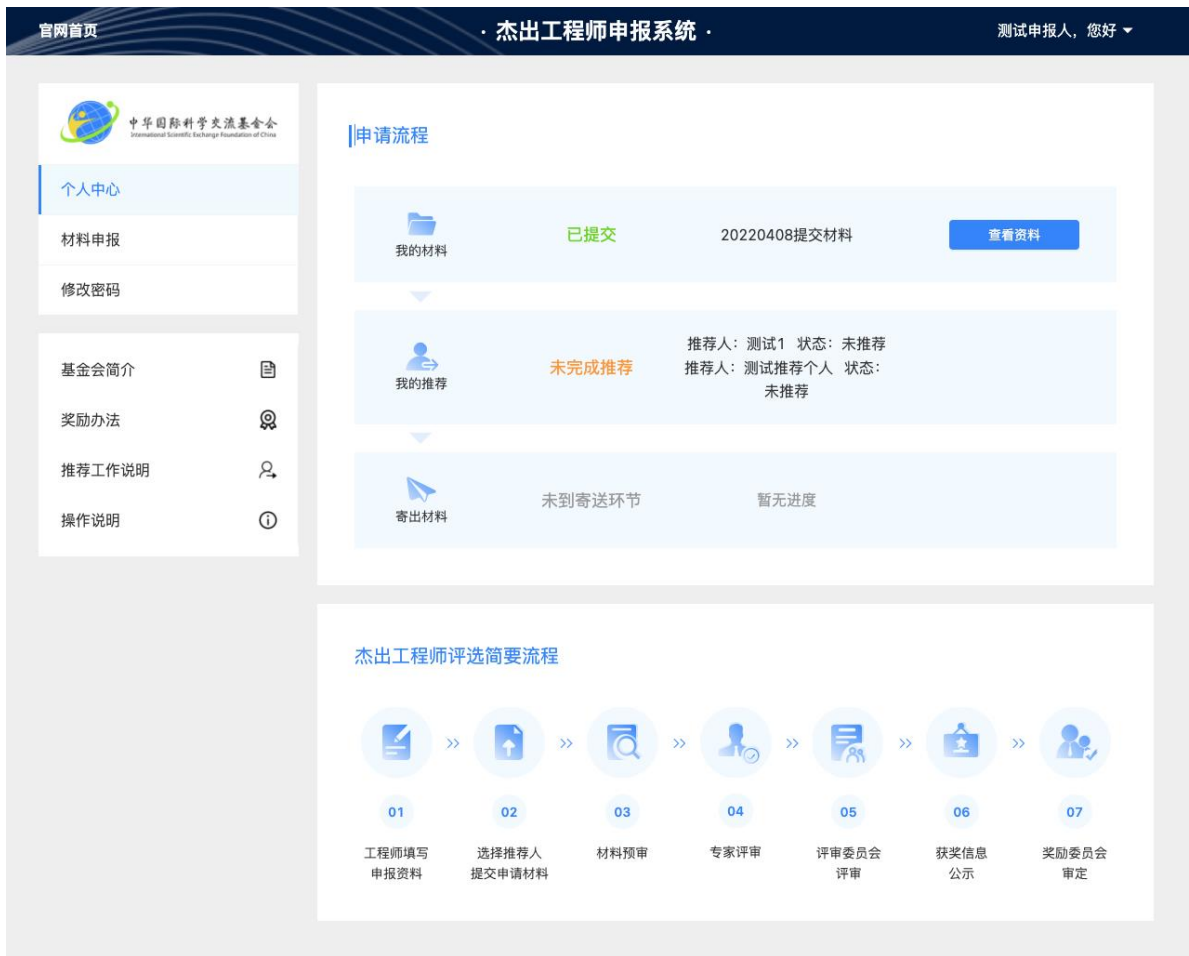 官网首页
· 杰出工程师申报系统 ·
测试申报人，您好
中华国际科学交流基金会
International Scientific Exchange Foundation of China
个人中心
材料申报
修改密码
基金会简介
奖励办法
推荐工作说明
操作说明
申请流程
我的材料
已提交
20220408提交材料
查看资料
我的推荐
未完成推荐
推荐人：测试1 状态：未推荐
推荐人：测试推荐个人 状态：
未推荐
寄出材料
未到寄送环节
暂无进度
杰出工程师评选简要流程
01
02
03
04
05
06
07
工程师填写
申报资料
选择推荐人
提交申请材料
材料预审
专家评审
评审委员会
评审
获奖信息
公示
奖励委员会
审定